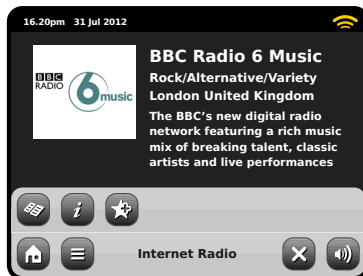 16.20pm 31 Jul 2012
BBC
RADIO
6 music
BBC Radio 6 Music
Rock/Alternative/Variety
London United Kingdom
The BBC's new digital radio
network featuring a rich music
mix of breaking talent, classic
artists and live performances
i
Internet Radio